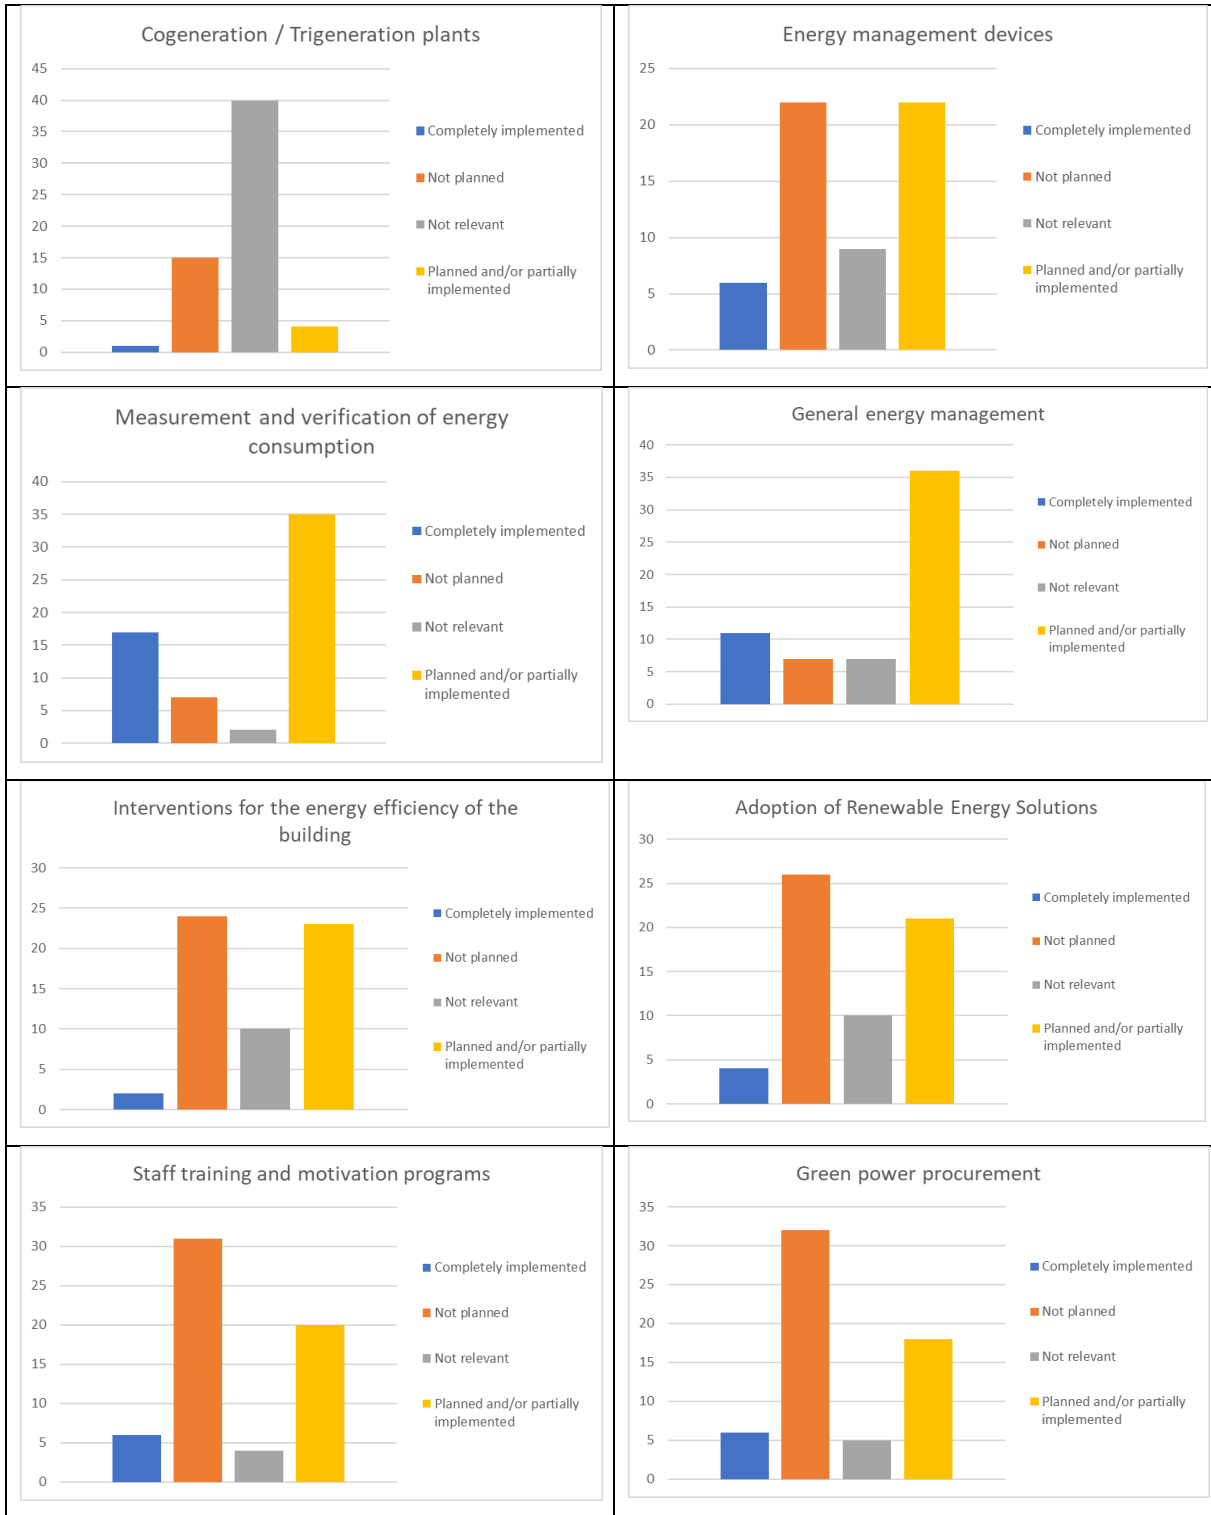 Cogeneration / Trigeneration plants
45
40
35
30
25
20
15
10
5
0
Completely implemented
Not planned
Not relevant
Planned and/or partially
implemented
Energy management devices
25
20
15
10
5
0
Completely implemented
Not planned
Not relevant
Planned and/or partially
implemented
Measurement and verification of energy
consumption
40
35
30
25
20
15
10
5
0
Completely implemented
Not planned
Not relevant
Planned and/or partially
implemented
General energy management
40
35
30
25
20
15
10
5
0
Completely implemented
Not planned
Not relevant
Planned and/or partially
implemented
Interventions for the energy efficiency of the
building
30
25
20
15
10
5
0
Completely implemented
Not planned
Not relevant
Planned and/or partially
implemented
Adoption of Renewable Energy Solutions
30
25
20
15
10
5
0
Completely implemented
Not planned
Not relevant
Planned and/or partially
implemented
Staff training and motivation programs
35
30
25
20
15
10
5
0
Completely implemented
Not planned
Not relevant
Planned and/or partially
implemented
Green power procurement
35
30
25
20
15
10
5
0
Completely implemented
Not planned
Not relevant
Planned and/or partially
implemented